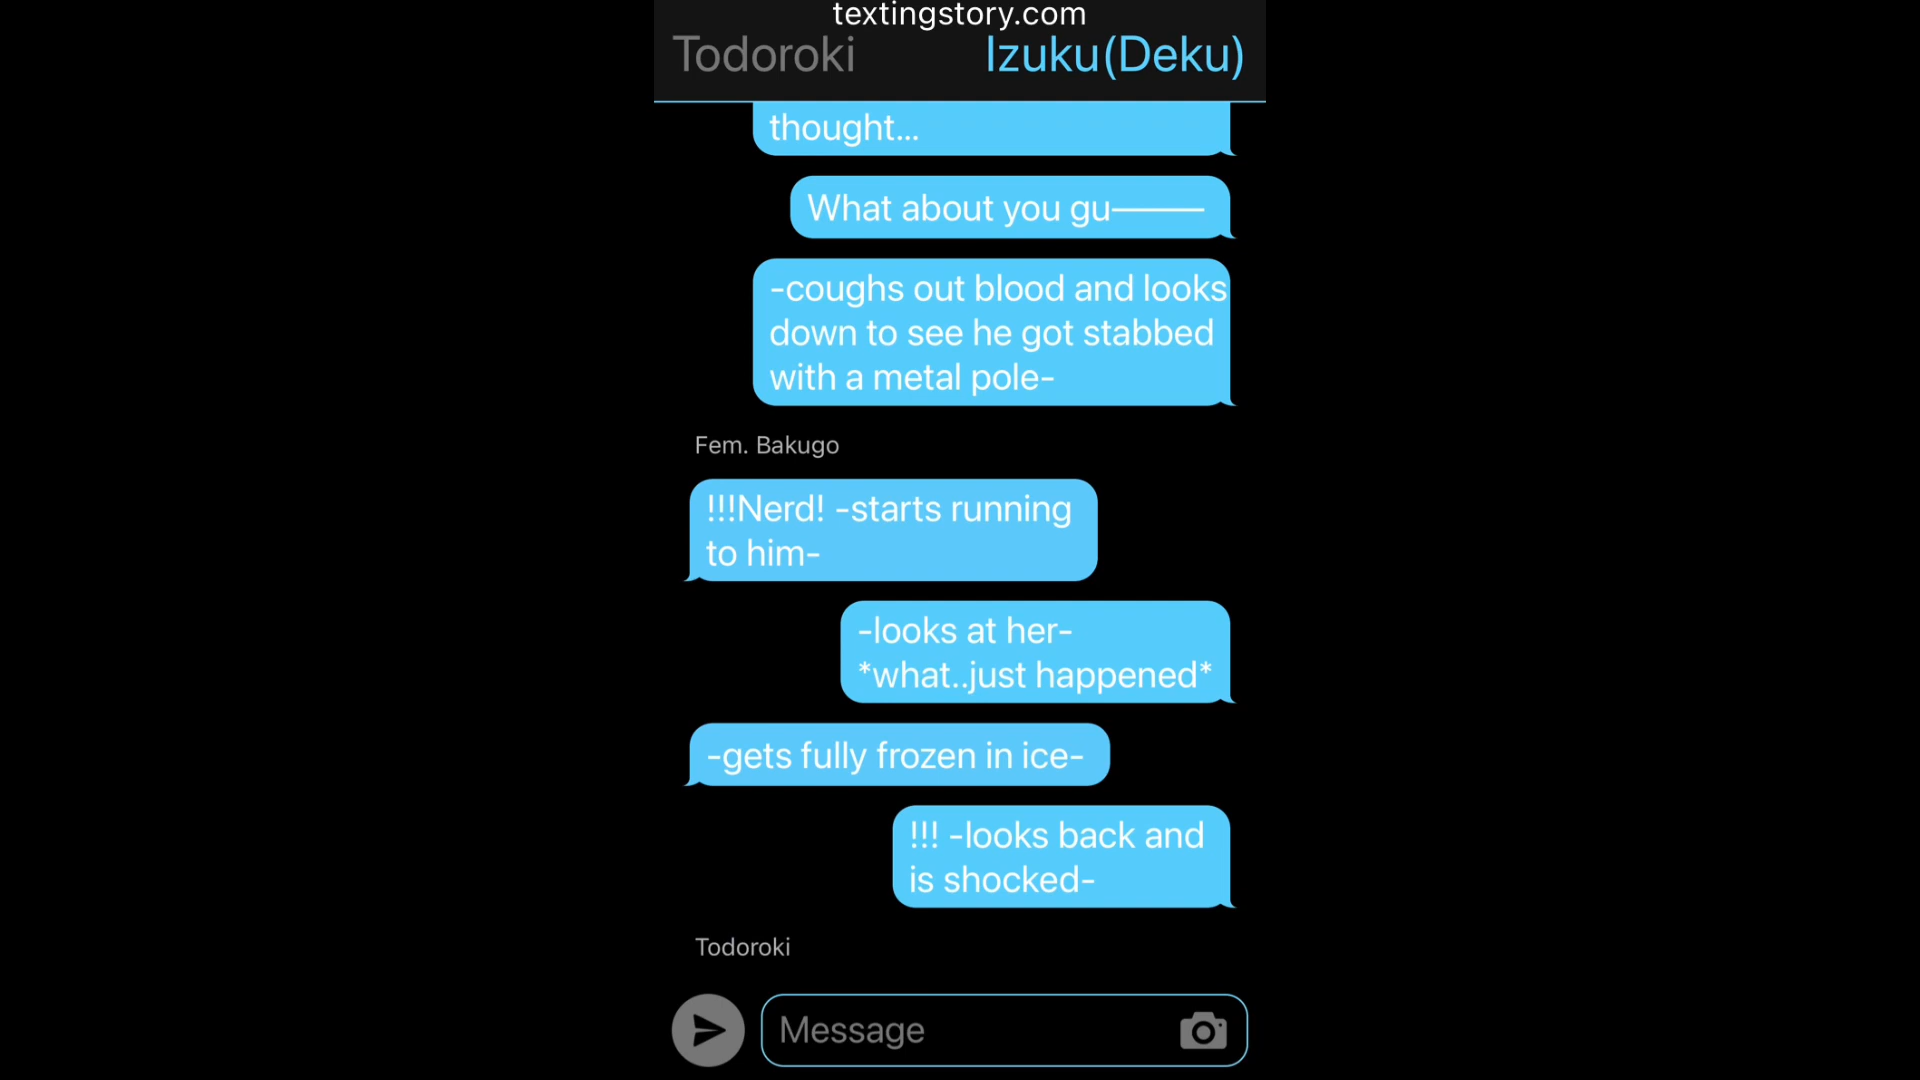 textingstory.com
Todoroki
Izuku(Deku)
thought...
What about you gu———
-coughs out blood and looks
down to see he got stabbed
with a metal pole-
Fem. Bakugo
!!!Nerd! -starts running
to him-
-looks at her-
*what..just happened*
-gets fully frozen in ice-
!!! -looks back and
is shocked-
Todoroki
Message